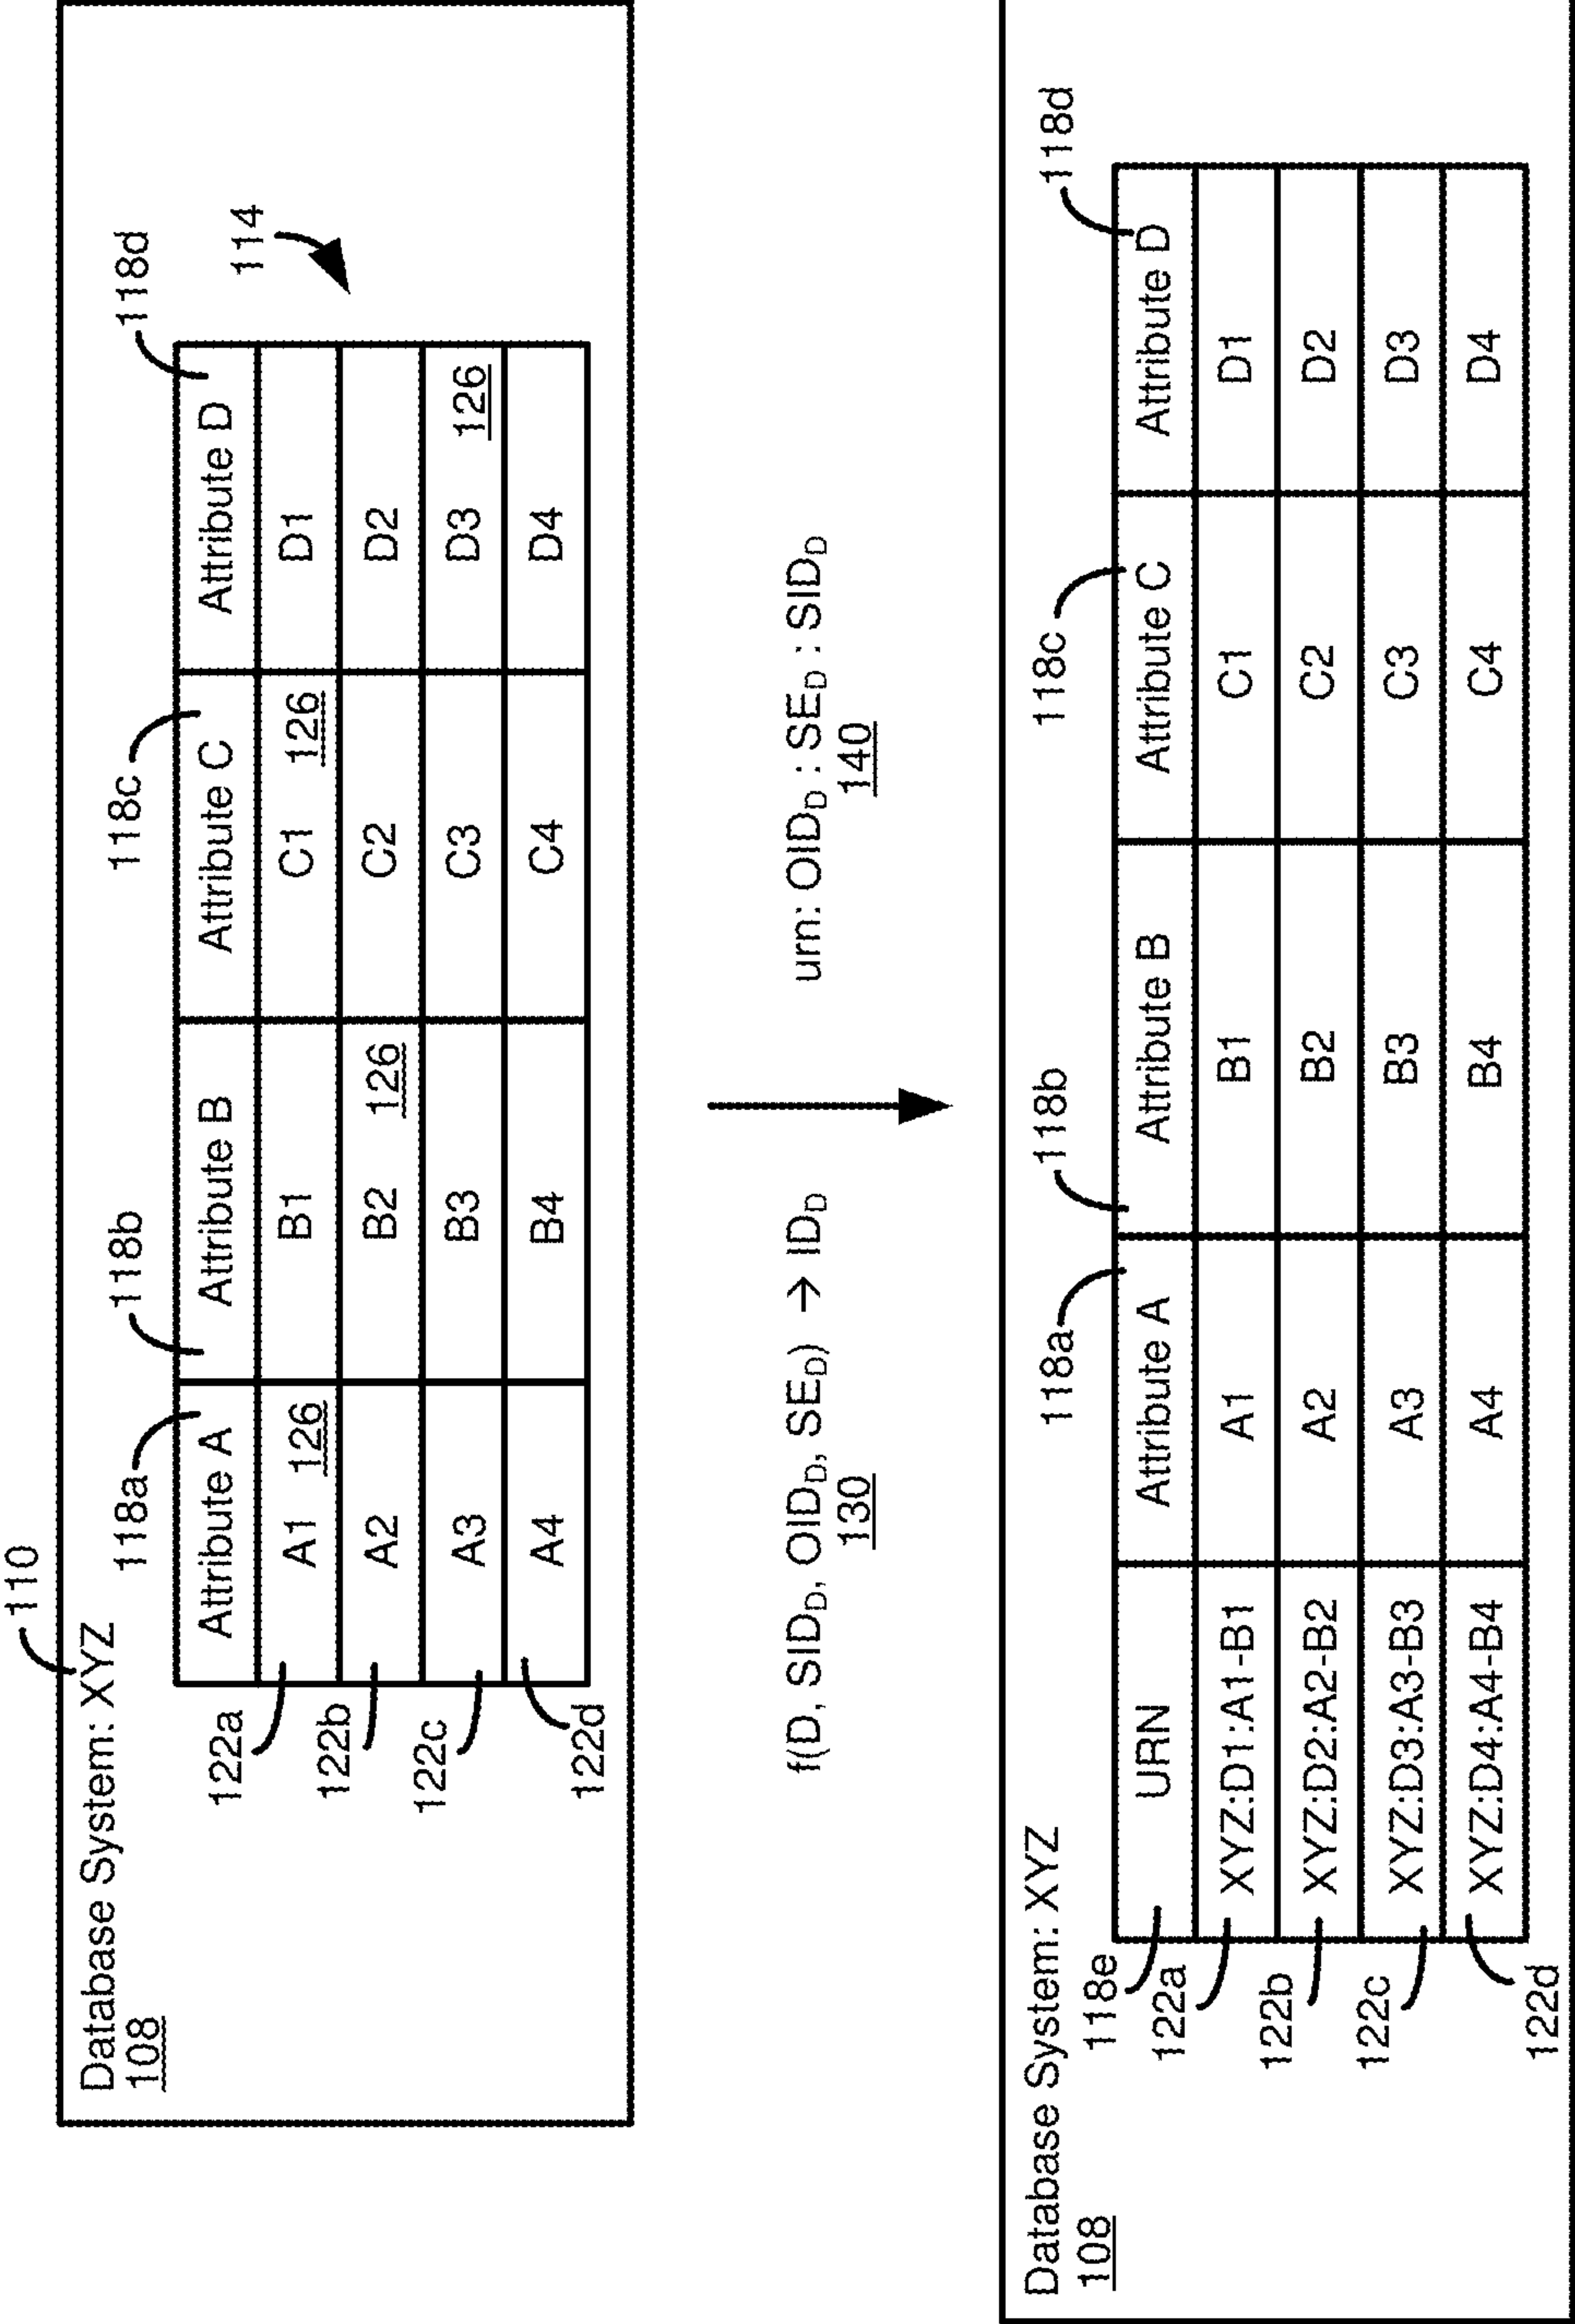 110
Database System: XYZ
108
118a
118b
118c
118d
114
Attribute A Attribute B Attribute C Attribute D
122a A1 126 B1 C1 126 D1
122b A2 B2 126 C2 D2
122c A3 B3 C3 D3 126
122d A4 B4 C4 D4
f(D, SID_D, OID_D, SE_D) → ID_D
130
urn: OID_D : SE_D : SID_D
140
Database System: XYZ
108
118a
118b
118c
118d
118e URN Attribute A Attribute B Attribute C Attribute D
122a XYZ:D1:A1-B1 A1 B1 C1 D1
122b XYZ:D2:A2-B2 A2 B2 C2 D2
122c XYZ:D3:A3-B3 A3 B3 C3 D3
122d XYZ:D4:A4-B4 A4 B4 C4 D4